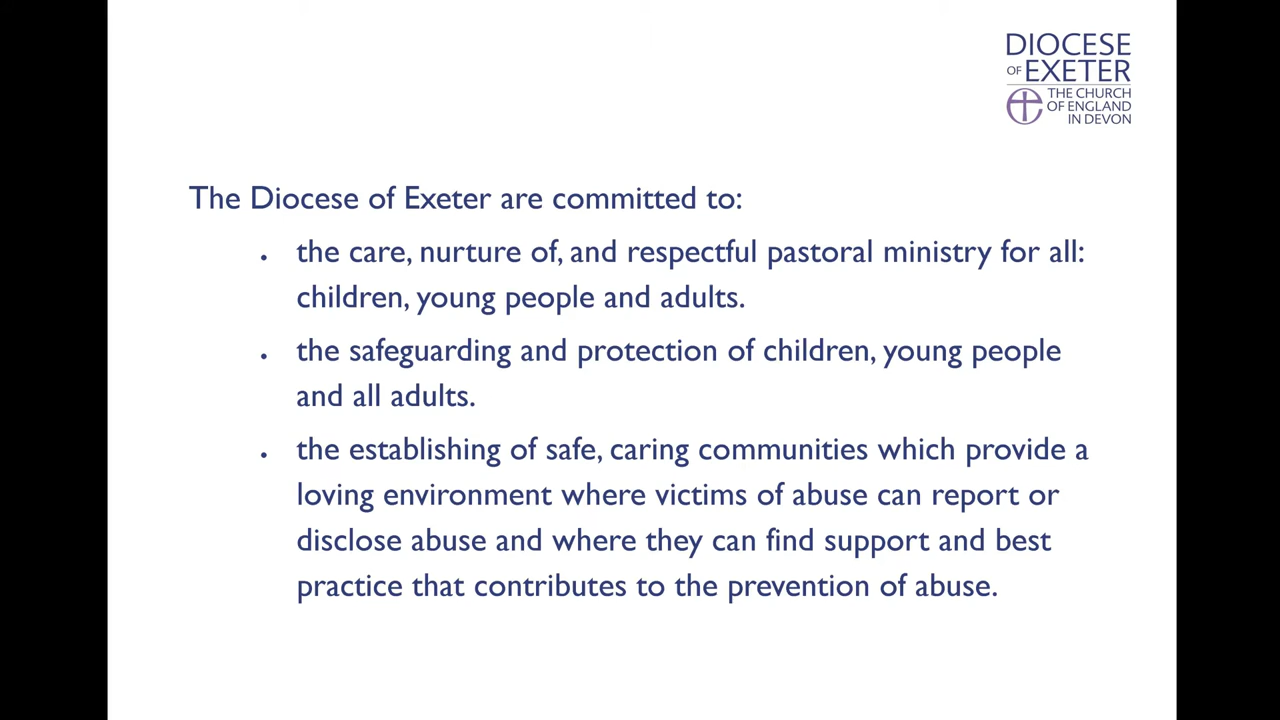 DIOCESE
OF EXETER
THE CHURCH
OF ENGLAND
IN DEVON
The Diocese of Exeter are committed to:
• the care, nurture of, and respectful pastoral ministry for all:
children, young people and adults.
• the safeguarding and protection of children, young people
and all adults.
• the establishing of safe, caring communities which provide a
loving environment where victims of abuse can report or
disclose abuse and where they can find support and best
practice that contributes to the prevention of abuse.